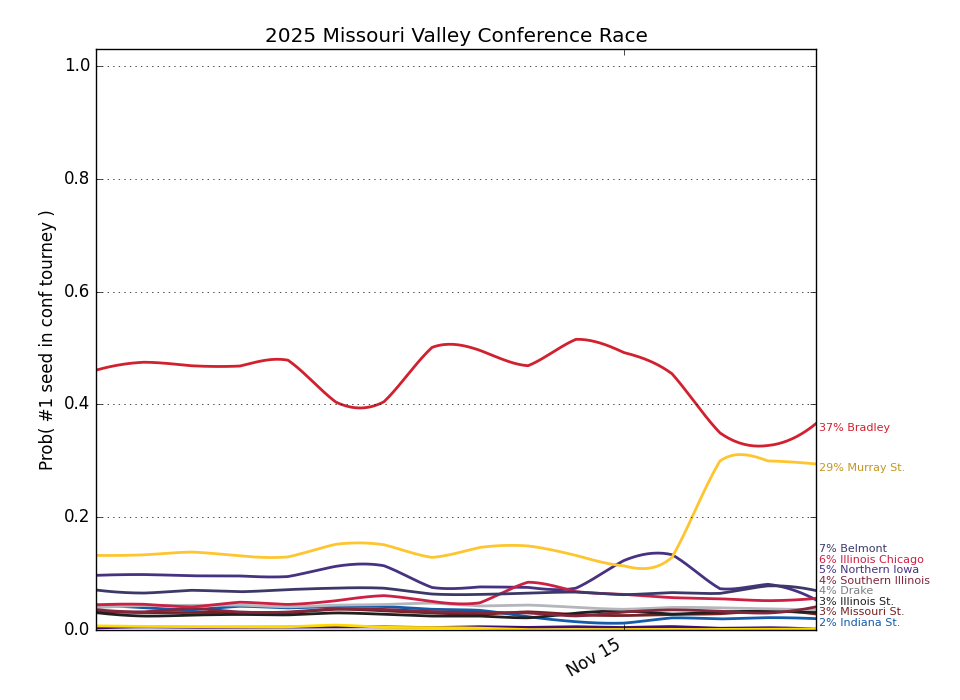 2025 Missouri Valley Conference Race
Prob( #1 seed in conf tourney )
1.0
0.8
0.6
0.4
0.2
0.0
Nov 15
37% Bradley
29% Murray St.
7% Belmont
6% Illinois Chicago
5% Northern Iowa
4% Southern Illinois
4% Drake
3% Illinois St.
3% Missouri St.
2% Indiana St.